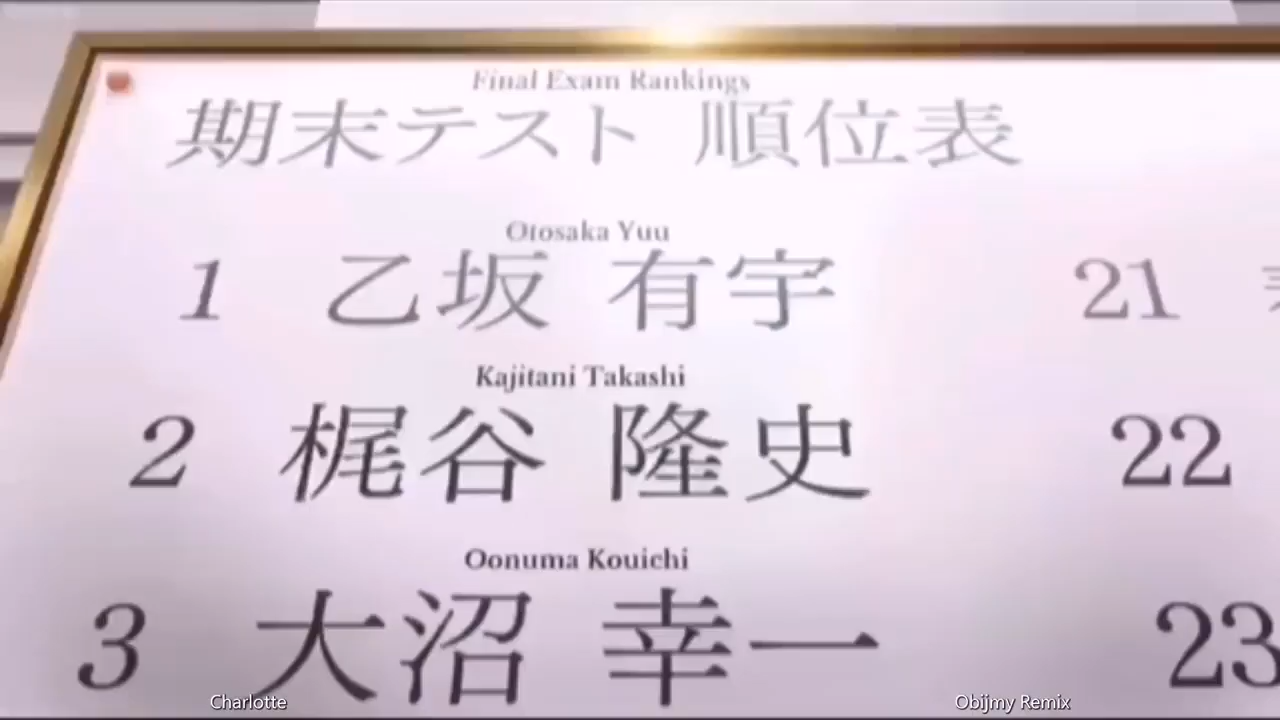 Final Exam Rankings
期末テスト 順位表
Otosaka Yuu
1 乙坂 有宇 21
Kajitani Takashi
2 梶谷 隆史 22
Oonuma Kouichi
3 大沼 幸一 23
Charlotte Obijmy Remix